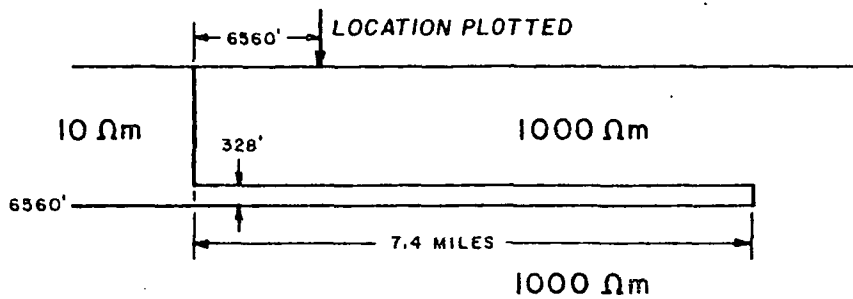 6560'
LOCATION PLOTTED
10 Ωm
1000 Ωm
328'
6560'
7.4 MILES
1000 Ωm